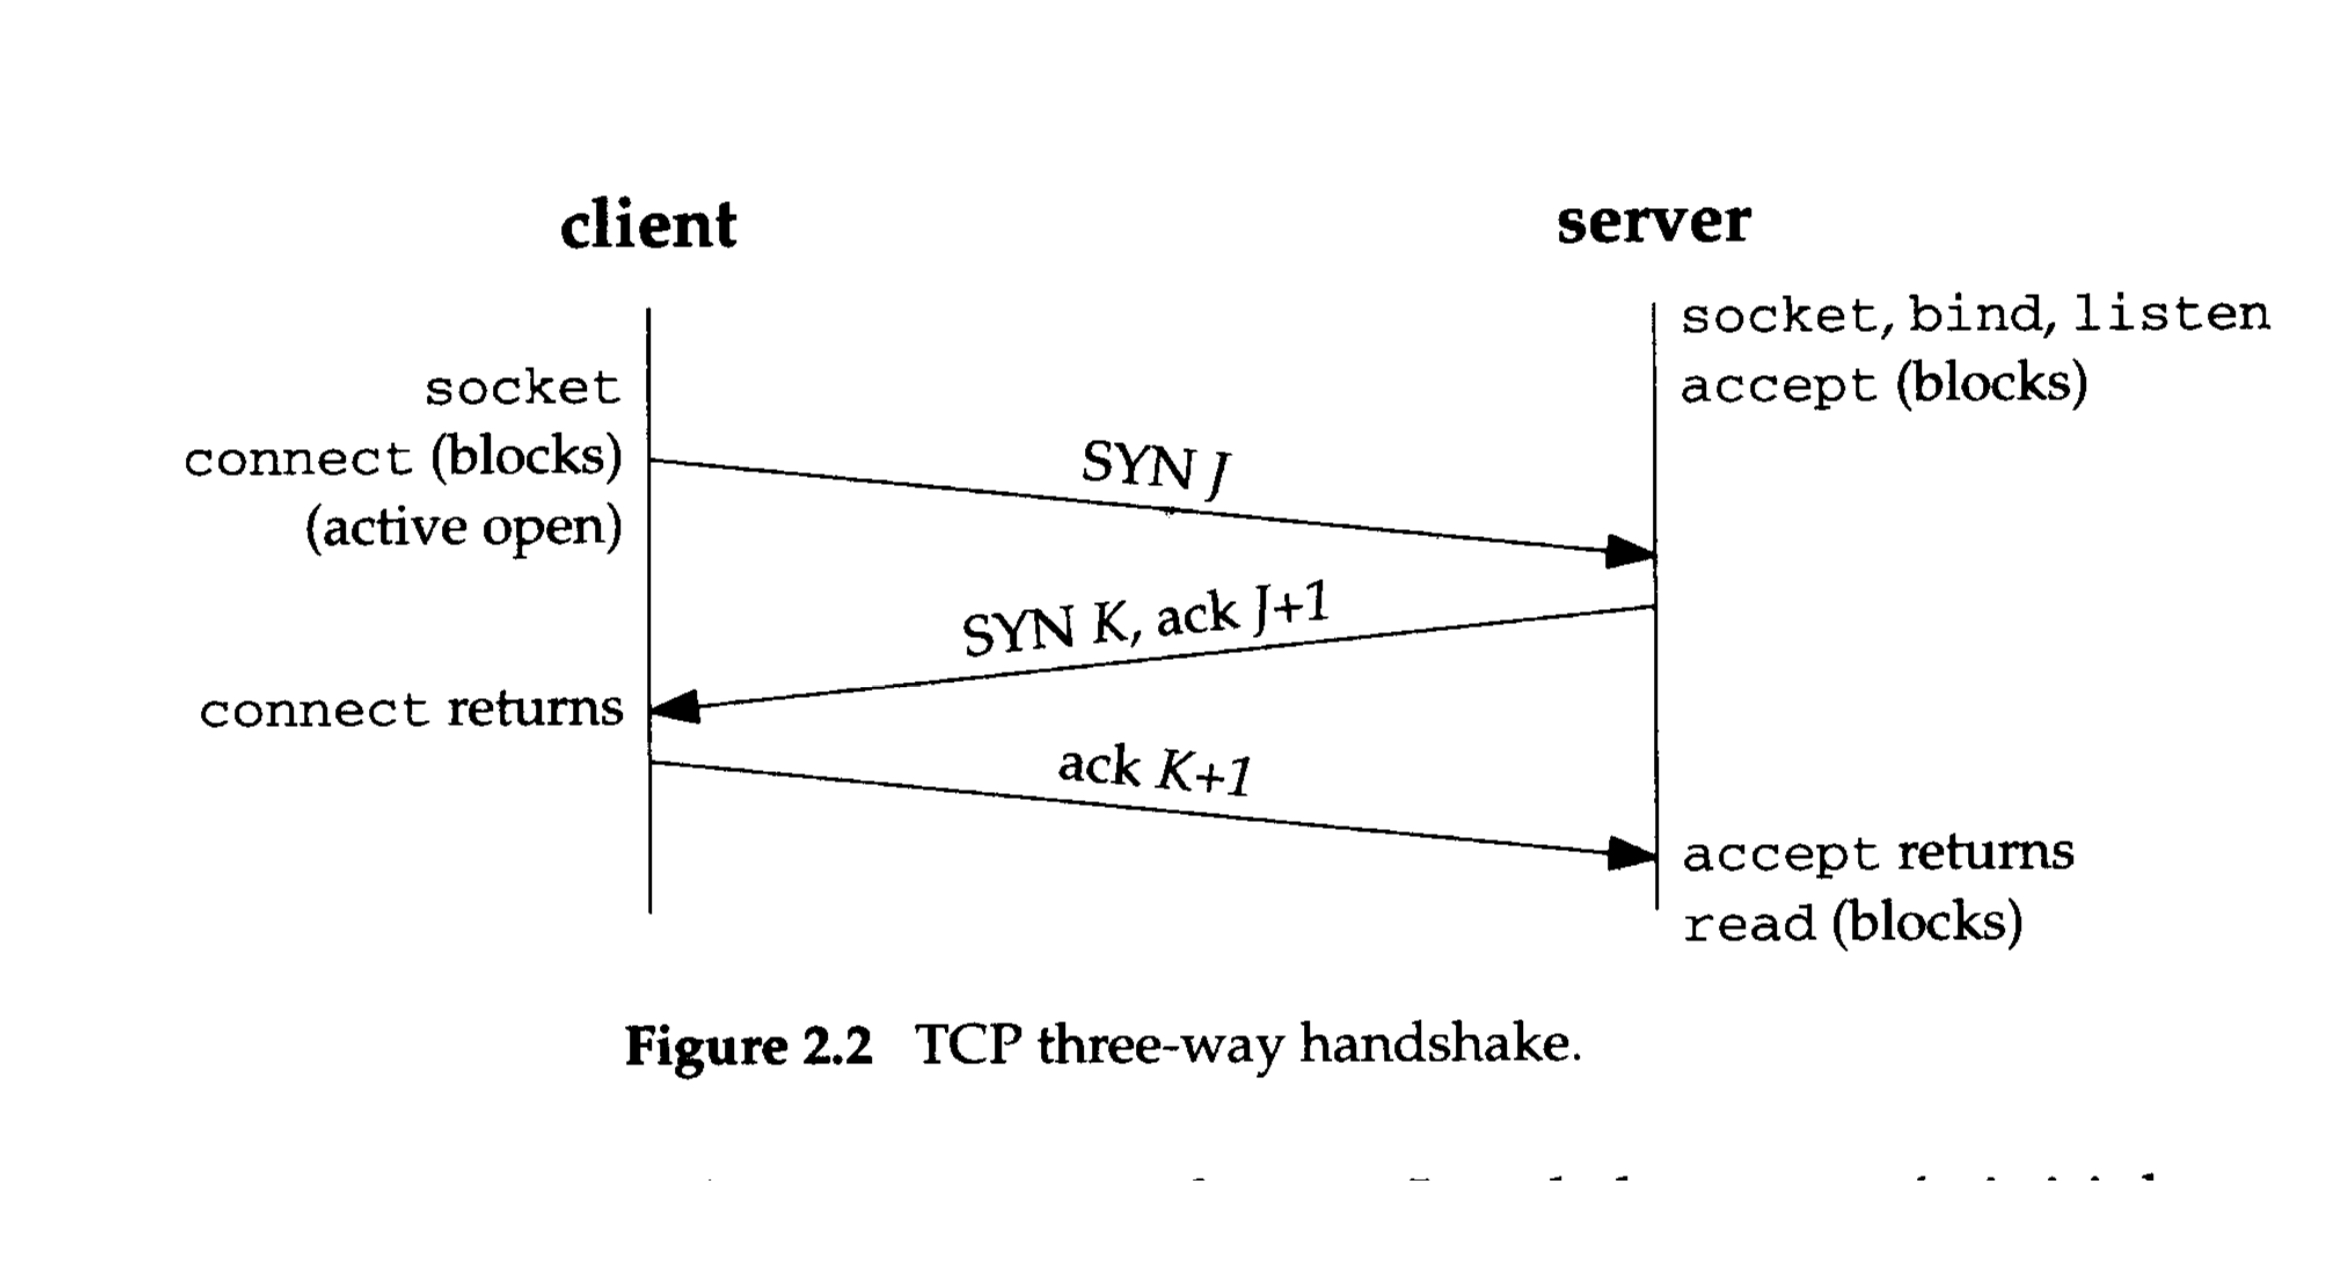 client
server
socket, bind, listen
accept (blocks)
socket
connect (blocks)
(active open)
SYN J
SYN K, ack J+1
connect returns
ack K+1
accept returns
read (blocks)
Figure 2.2 TCP three-way handshake.